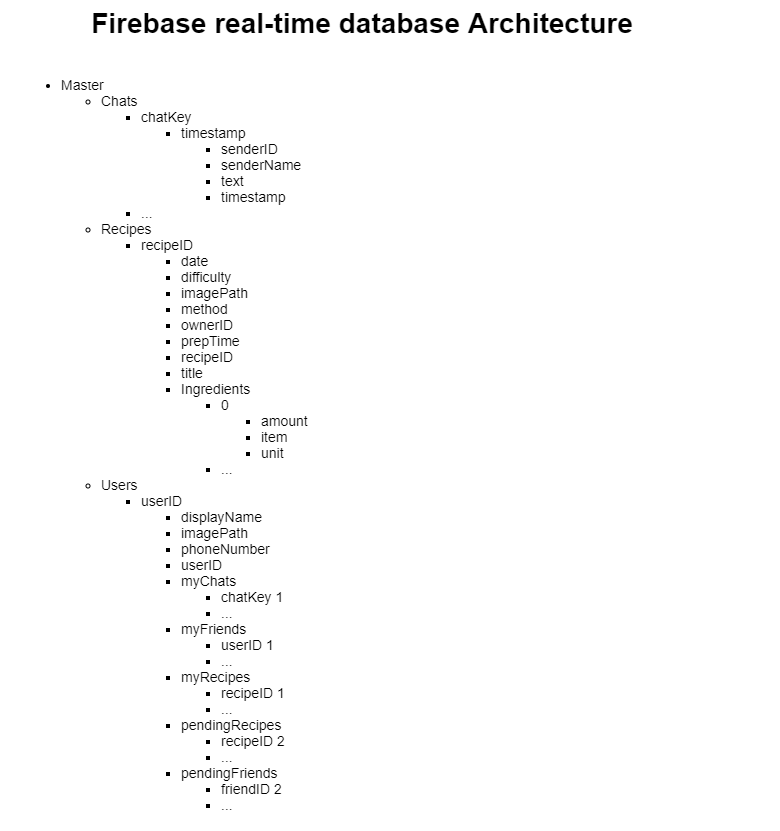 Firebase real-time database Architecture
Master
Chats
chatKey
timestamp
senderID
senderName
text
timestamp
...
Recipes
recipeID
date
difficulty
imagePath
method
ownerID
prepTime
recipeID
title
Ingredients
0
amount
item
unit
...
Users
userID
displayName
imagePath
phoneNumber
userID
myChats
chatKey 1
...
myFriends
userID 1
...
myRecipes
recipeID 1
...
pendingRecipes
recipeID 2
...
pendingFriends
friendID 2
...